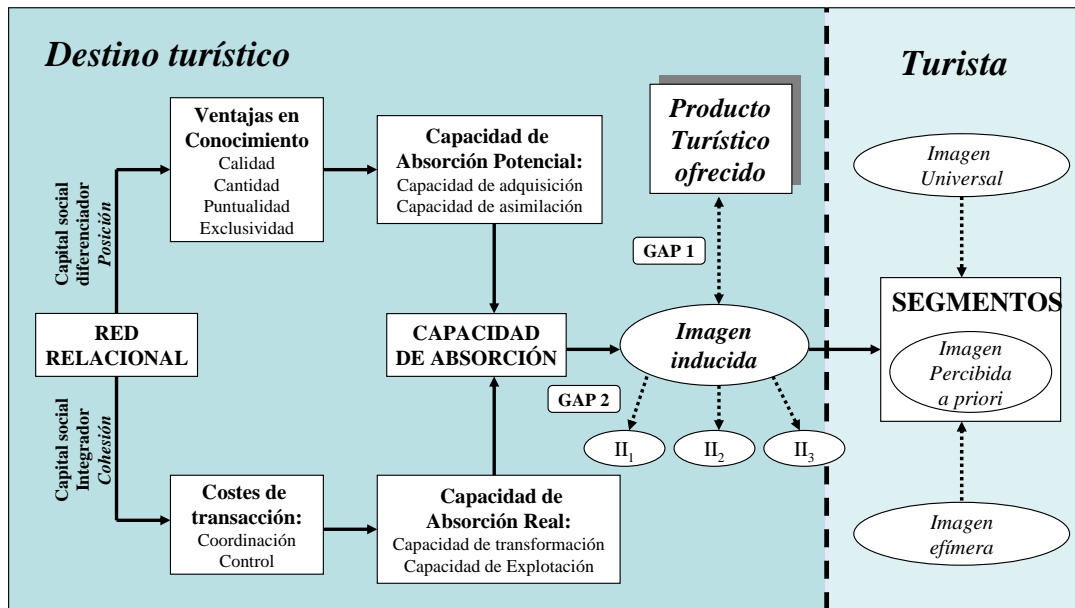 Destino turístico
Turista
Ventajas en
Conocimiento
Calidad
Cantidad
Puntualidad
Exclusividad
Capacidad de
Absorción Potencial:
Capacidad de adquisición
Capacidad de asimilación
Producto
Turístico
ofrecido
Imagen
Universal
Capital social
diferenciador
Posición
GAP 1
RED
RELACIONAL
CAPACIDAD
DE ABSORCIÓN
Imagen
inducida
SEGMENTOS
Imagen
Percibida
a priori
GAP 2
II1
II2
II3
Capital social
Integrador
Cohesión
Costes de
transacción:
Coordinación
Control
Capacidad de
Absorción Real:
Capacidad de transformación
Capacidad de Explotación
Imagen
efímera